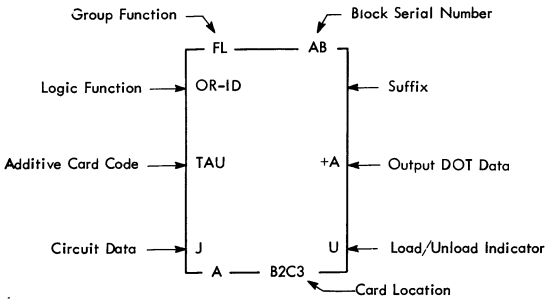 Group Function Block Serial Number
FL AB
Logic Function OR-ID Suffix
Additive Card Code TAU +A Output DOT Data
Circuit Data J U Load/Unload Indicator
A B2C3
Card Location